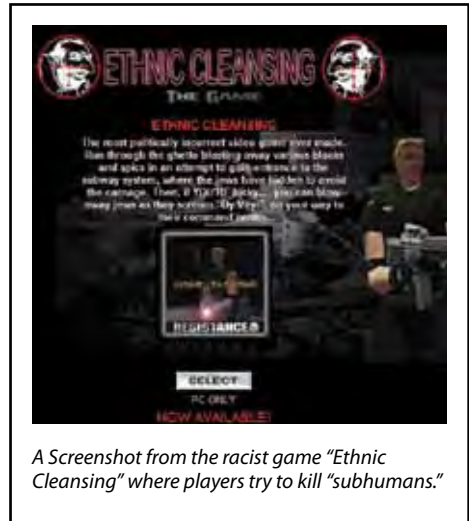 ETHNIC CLEANSING
THE GAME
ETHNIC CLEANSING
The most politically incorrect video game ever made.
Run through the ghetto blasting away various blacks
and spics in an attempt to gain entrance to the
subway system, where the jews have hidden to avoid
the carnage. Then, if YOU'RE lucky.... you can blow
away jews as they scream "Oy Vey!", on your way to
their command center.
RESISTANCE
SELECT
PC ONLY
NOW AVAILABLE!
A Screenshot from the racist game “Ethnic
Cleansing” where players try to kill “subhumans.”